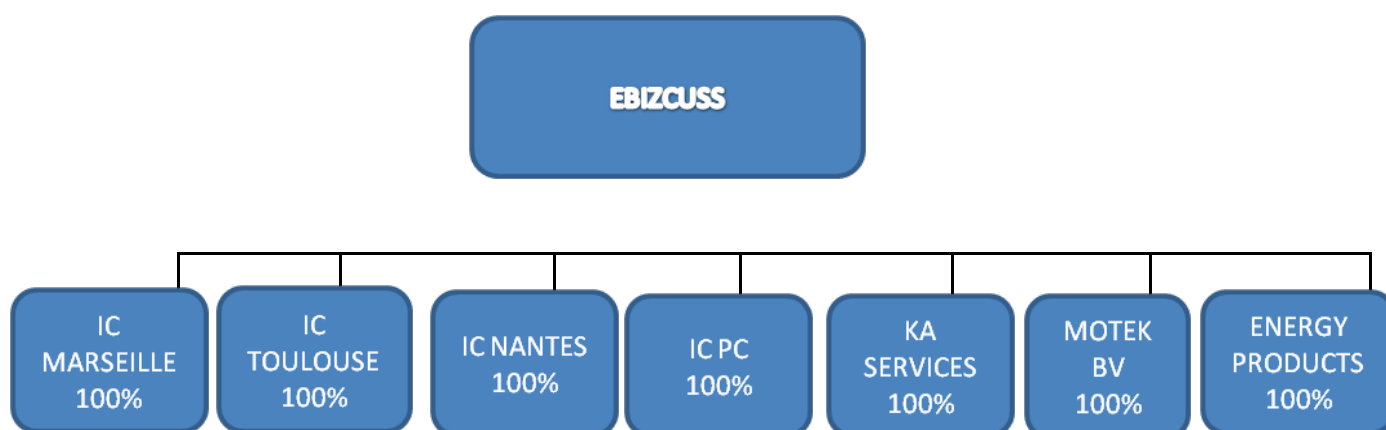 EBIZCUSS
IC
MARSEILLE
100%
IC
TOULOUSE
100%
IC NANTES
100%
IC PC
100%
KA
SERVICES
100%
MOTEK
BV
100%
ENERGY
PRODUCTS
100%